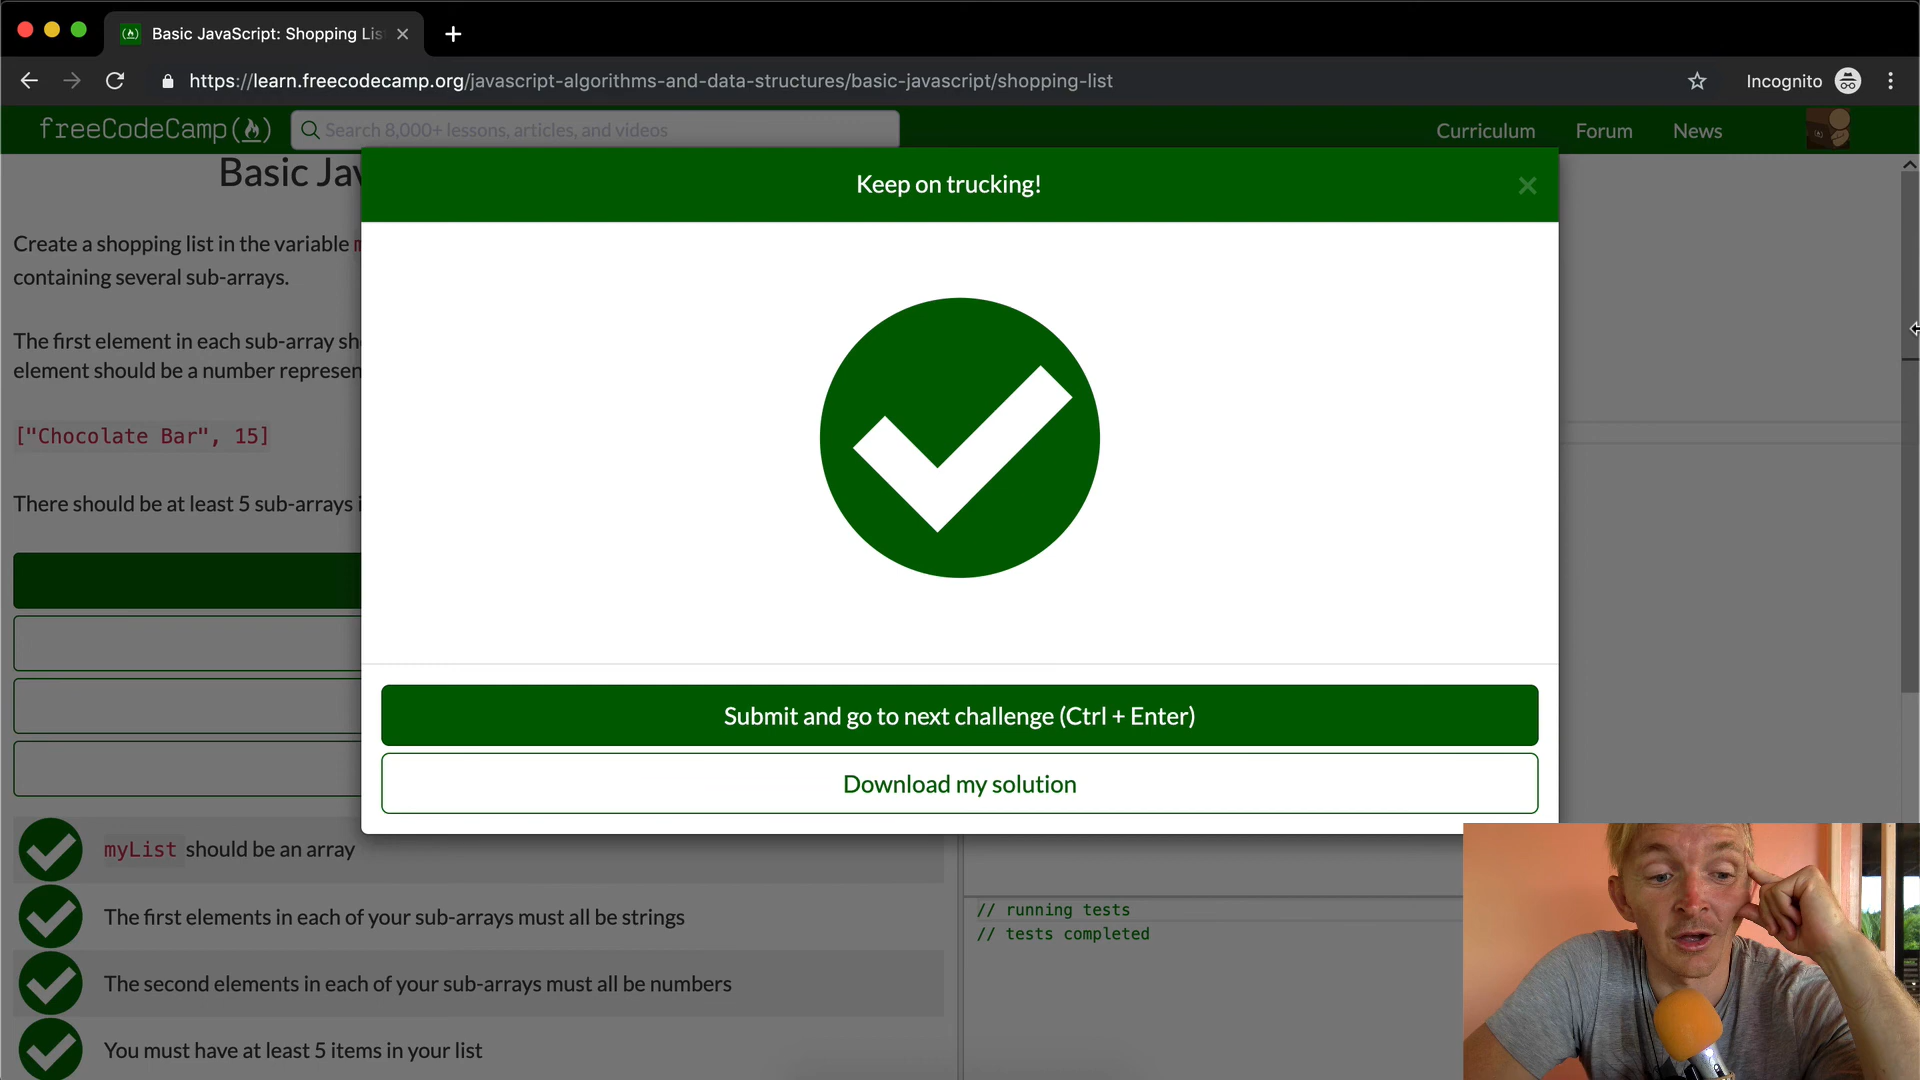 Basic JavaScript: Shopping Lis
https://learn.freecodecamp.org/javascript-algorithms-and-data-structures/basic-javascript/shopping-list
Incognito
freeCodeCamp
Search 8,000+ lessons, articles, and videos
Curriculum
Forum
News
Basic Jav
Keep on trucking!
Create a shopping list in the variable
containing several sub-arrays.
The first element in each sub-array sh
element should be a number represen
["Chocolate Bar", 15]
There should be at least 5 sub-arrays i
Submit and go to next challenge (Ctrl + Enter)
Download my solution
myList should be an array
The first elements in each of your sub-arrays must all be strings
The second elements in each of your sub-arrays must all be numbers
You must have at least 5 items in your list
// running tests
// tests completed